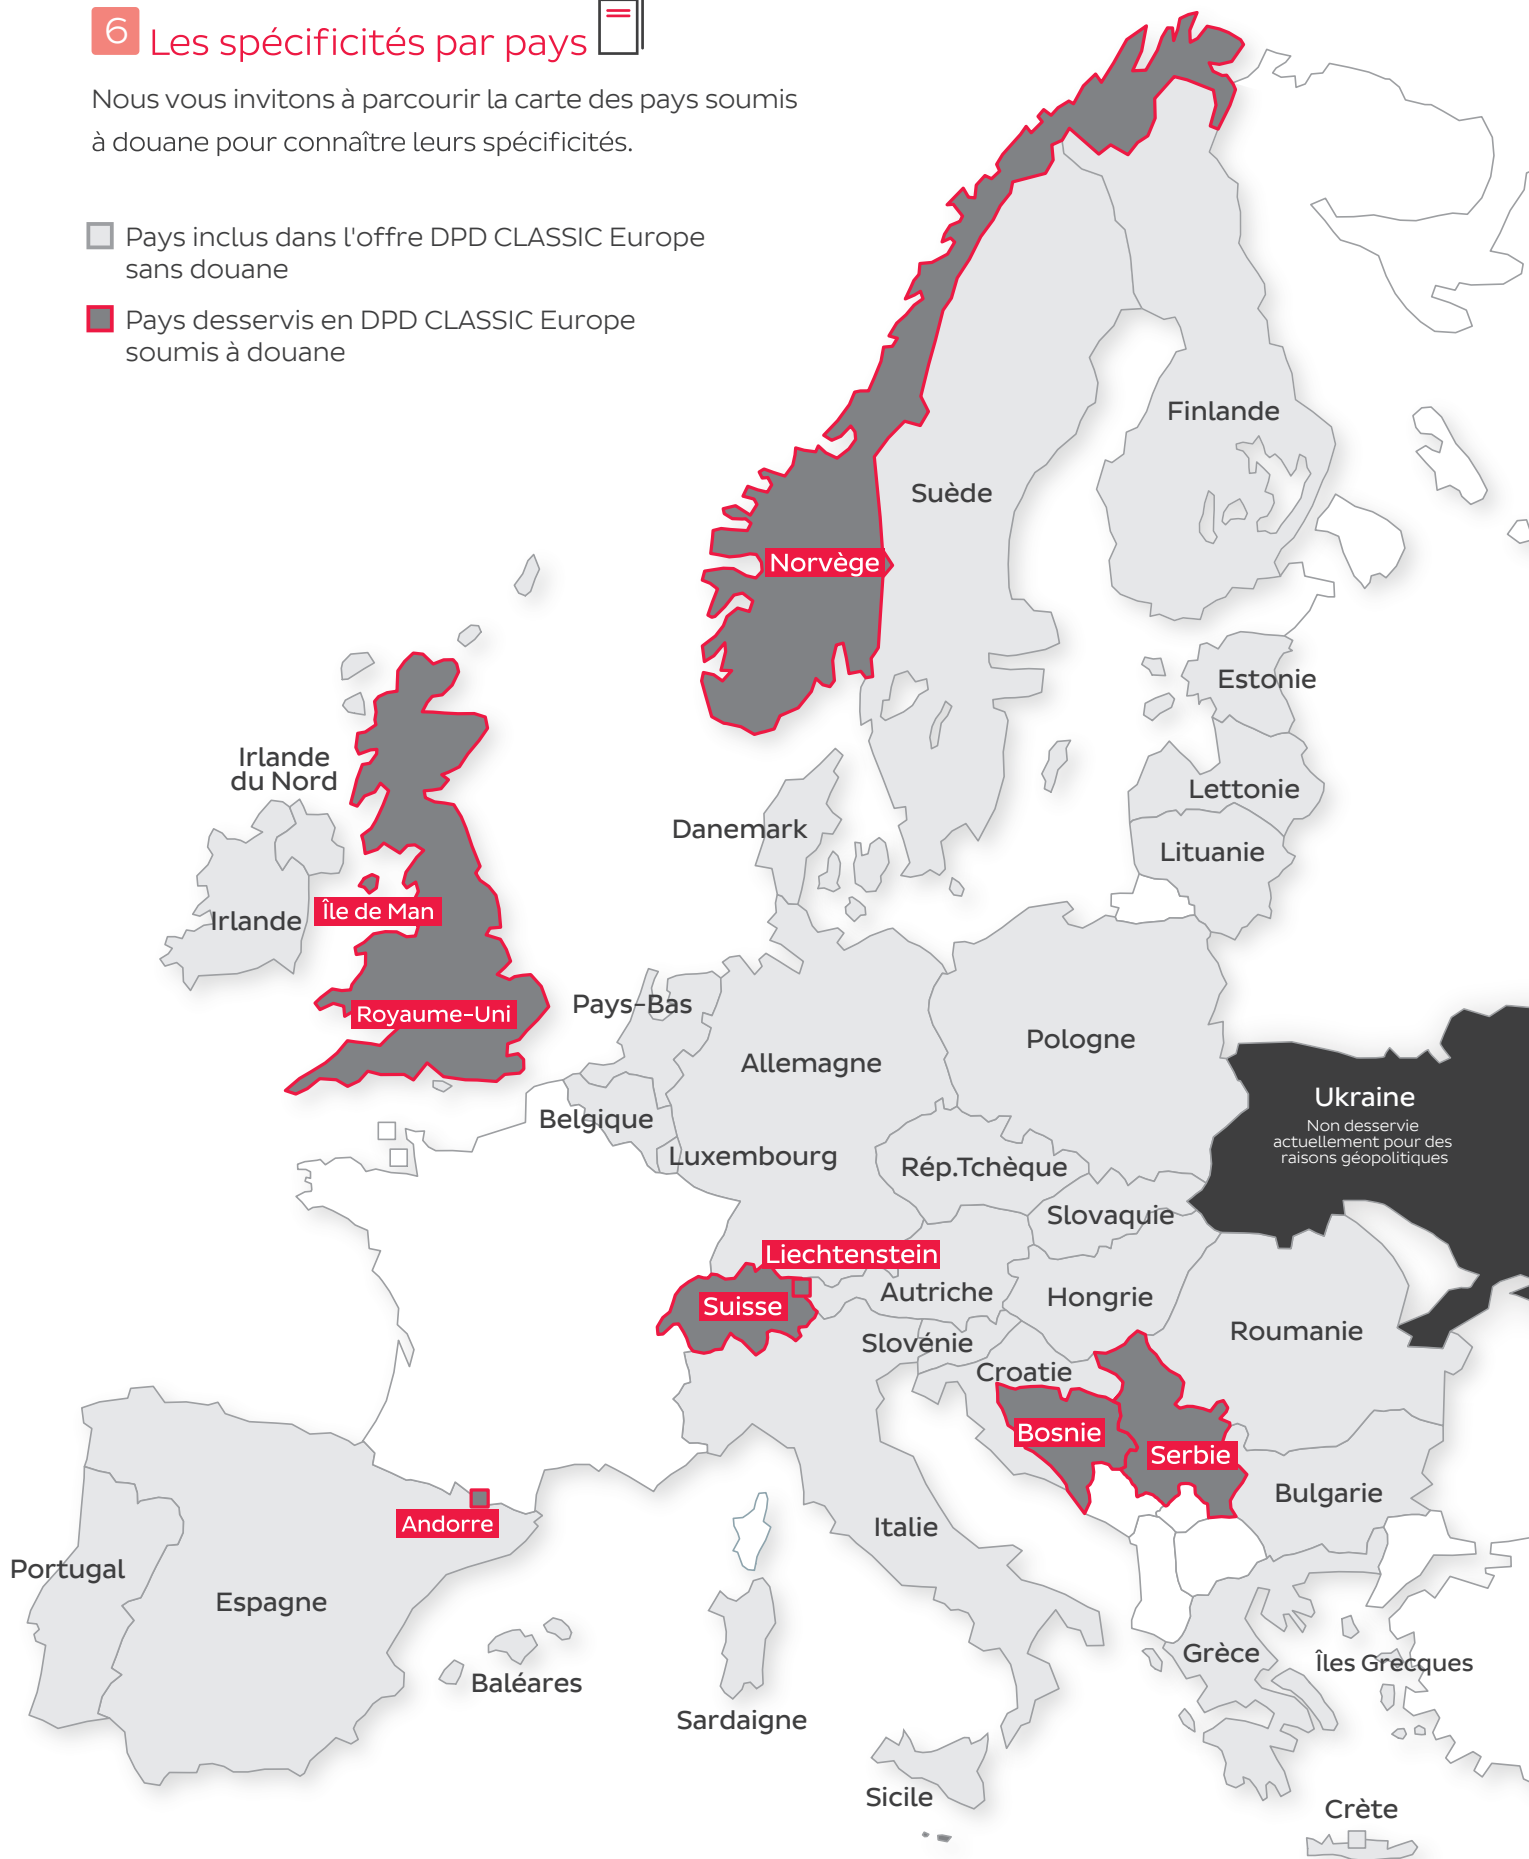 6 Les spécificités par pays
Nous vous invitons à parcourir la carte des pays soumis
à douane pour connaître leurs spécificités.
Pays inclus dans l'offre DPD CLASSIC Europe
sans douane
Pays desservis en DPD CLASSIC Europe
soumis à douane
Finlande
Suède
Norvège
Estonie
Irlande
du Nord
Lettonie
Danemark
Lituanie
Île de Man
Irlande
Pays-Bas
Royaume-Uni
Pologne
Allemagne
Ukraine
Non desservie
actuellement pour des
raisons géopolitiques
Belgique
Luxembourg
Rép.Tchèque
Slovaquie
Liechtenstein
Autriche
Hongrie
Suisse
Roumanie
Slovénie
Croatie
Bosnie
Serbie
Bulgarie
Andorre
Italie
Portugal
Espagne
Grèce
Îles Grecques
Baléares
Sardaigne
Sicile
Crète